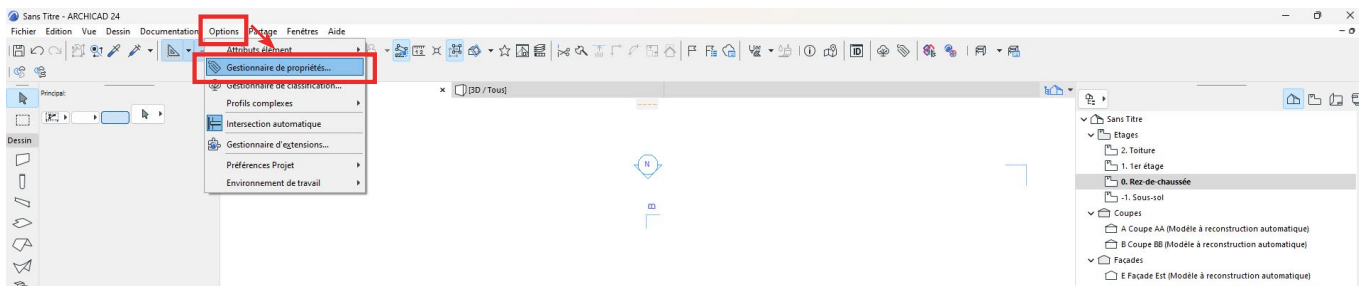 Sans Titre - ARCHICAD 24
Fichier Edition Vue Dessin Documentation Options Partage Fenêtres Aide
Attributs élément
Gestionnaire de propriétés...
Gestionnaire de classification...
Profils complexes
Intersection automatique
Gestionnaire d'extensions...
Préférences Projet
Environnement de travail
Principal:
Dessin
[3D / Tous]
N
B
Sans Titre
Etages
2. Toiture
1. 1er étage
0. Rez-de-chaussée
-1. Sous-sol
Coupes
A Coupe AA (Modèle à reconstruction automatique)
B Coupe BB (Modèle à reconstruction automatique)
Façades
E Façade Est (Modèle à reconstruction automatique)